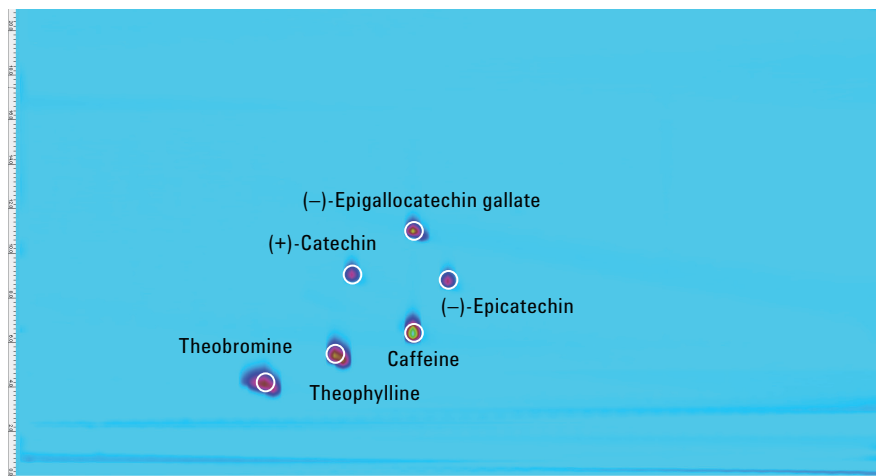 (–)-Epigallocatechin gallate
(+)-Catechin
(–)-Epicatechin
Theobromine
Caffeine
Theophylline